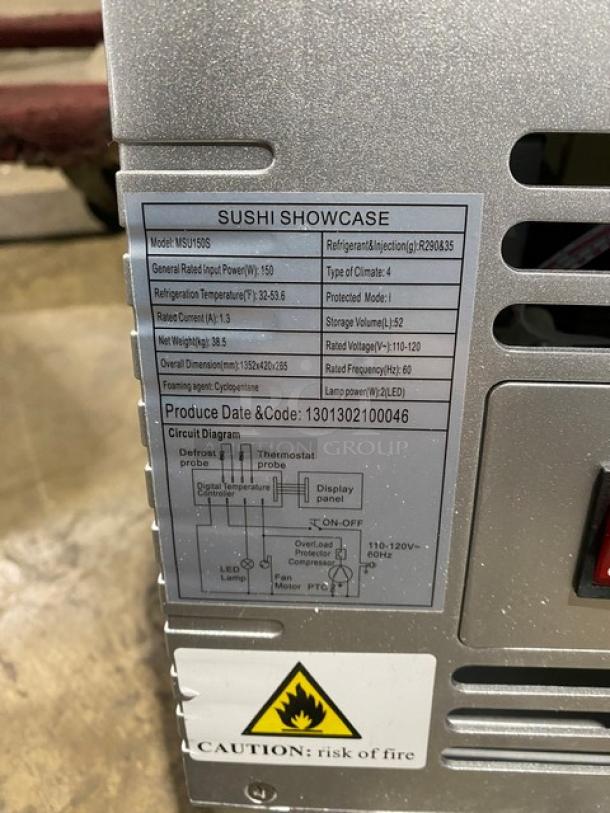 SUSHI SHOWCASE
Model: MSU150S
Refrigerant&Injection(g):R290&35
General Rated Input Power(W): 150
Type of Climate: 4
Refrigeration Temperature(°F): 32-53.6
Protected Mode: I
Rated Current (A): 1.3
Storage Volume(L):52
Net Weight(kg): 38.5
Rated Voltage(V~):110-120
Overall Dimension(mm):1352x420x265
Rated Frequency(Hz): 60
Foaming agent: Cyclopentane
Lamp power(W):2(LED)
Produce Date &Code: 1301302100046
AUCTION GROUP
Circuit Diagram
Defrost probe
Thermostat probe
Digital Temperature Controller
Display panel
ON-OFF
OverLoad Protector
Compressor
110-120V~ 60Hz
LED Lamp
Fan Motor
PTC
CAUTION: risk of fire